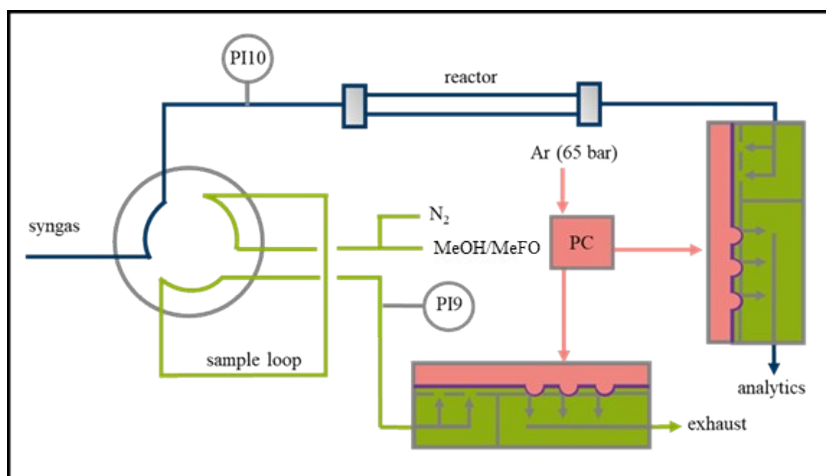 PI10
reactor
Ar (65 bar)
syngas
N₂
MeOH/MeFO
PC
PI9
sample loop
analytics
exhaust